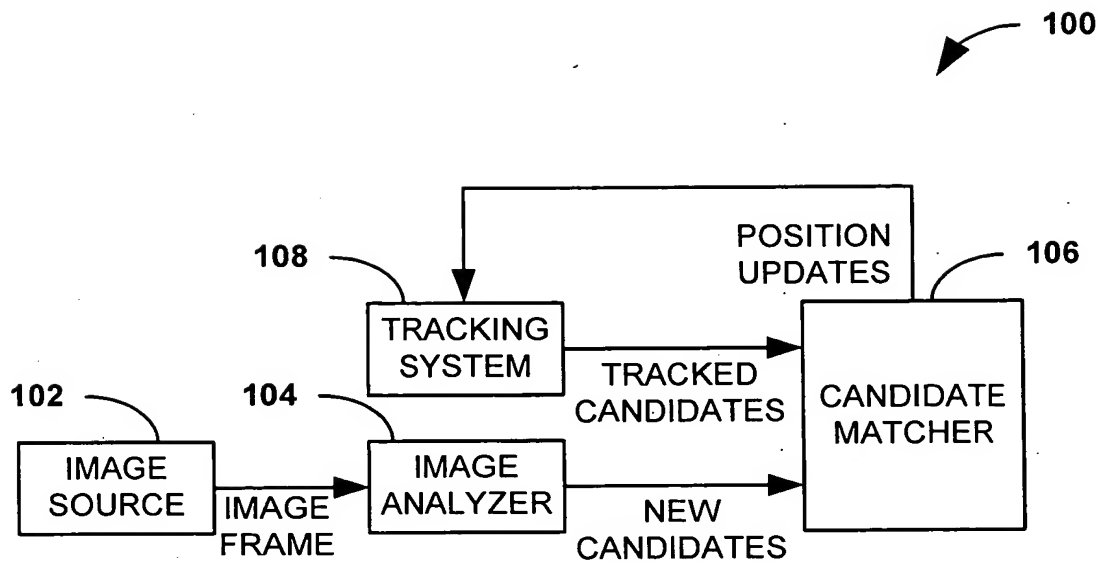 100
POSITION
UPDATES
106
108
TRACKING
SYSTEM
TRACKED
CANDIDATES
CANDIDATE
MATCHER
102
104
IMAGE
SOURCE
IMAGE
FRAME
IMAGE
ANALYZER
NEW
CANDIDATES